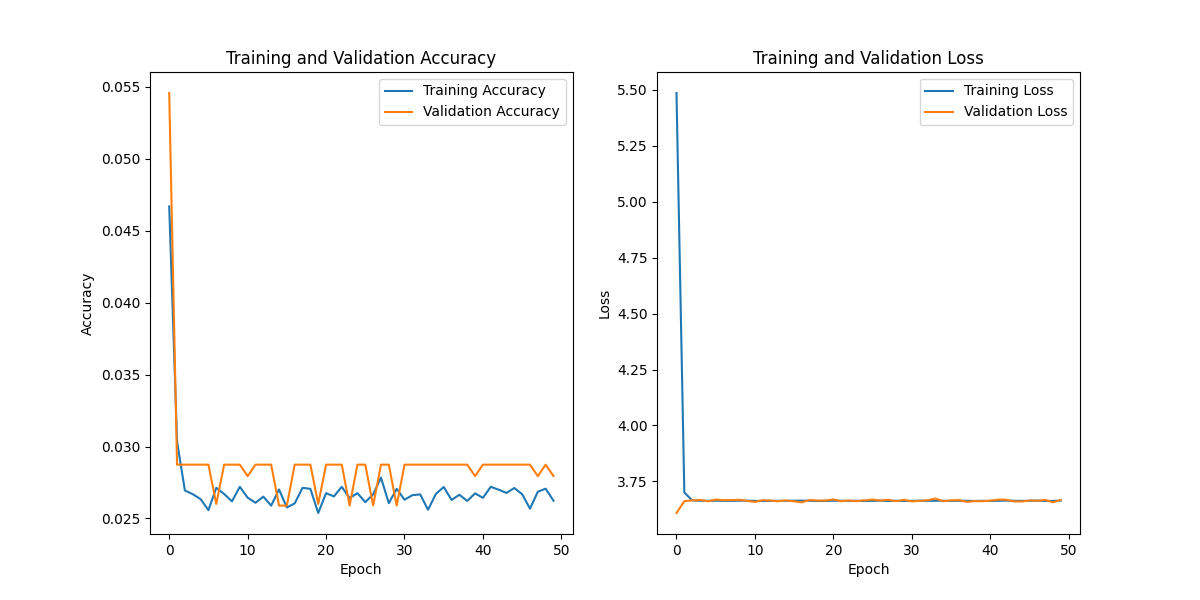 Training and Validation Accuracy
0.055
0.050
0.045
0.040
0.035
0.030
0.025
Accuracy
Training Accuracy
Validation Accuracy
0 10 20 30 40 50
Epoch
Training and Validation Loss
5.50
5.25
5.00
4.75
4.50
4.25
4.00
3.75
Loss
Training Loss
Validation Loss
0 10 20 30 40 50
Epoch